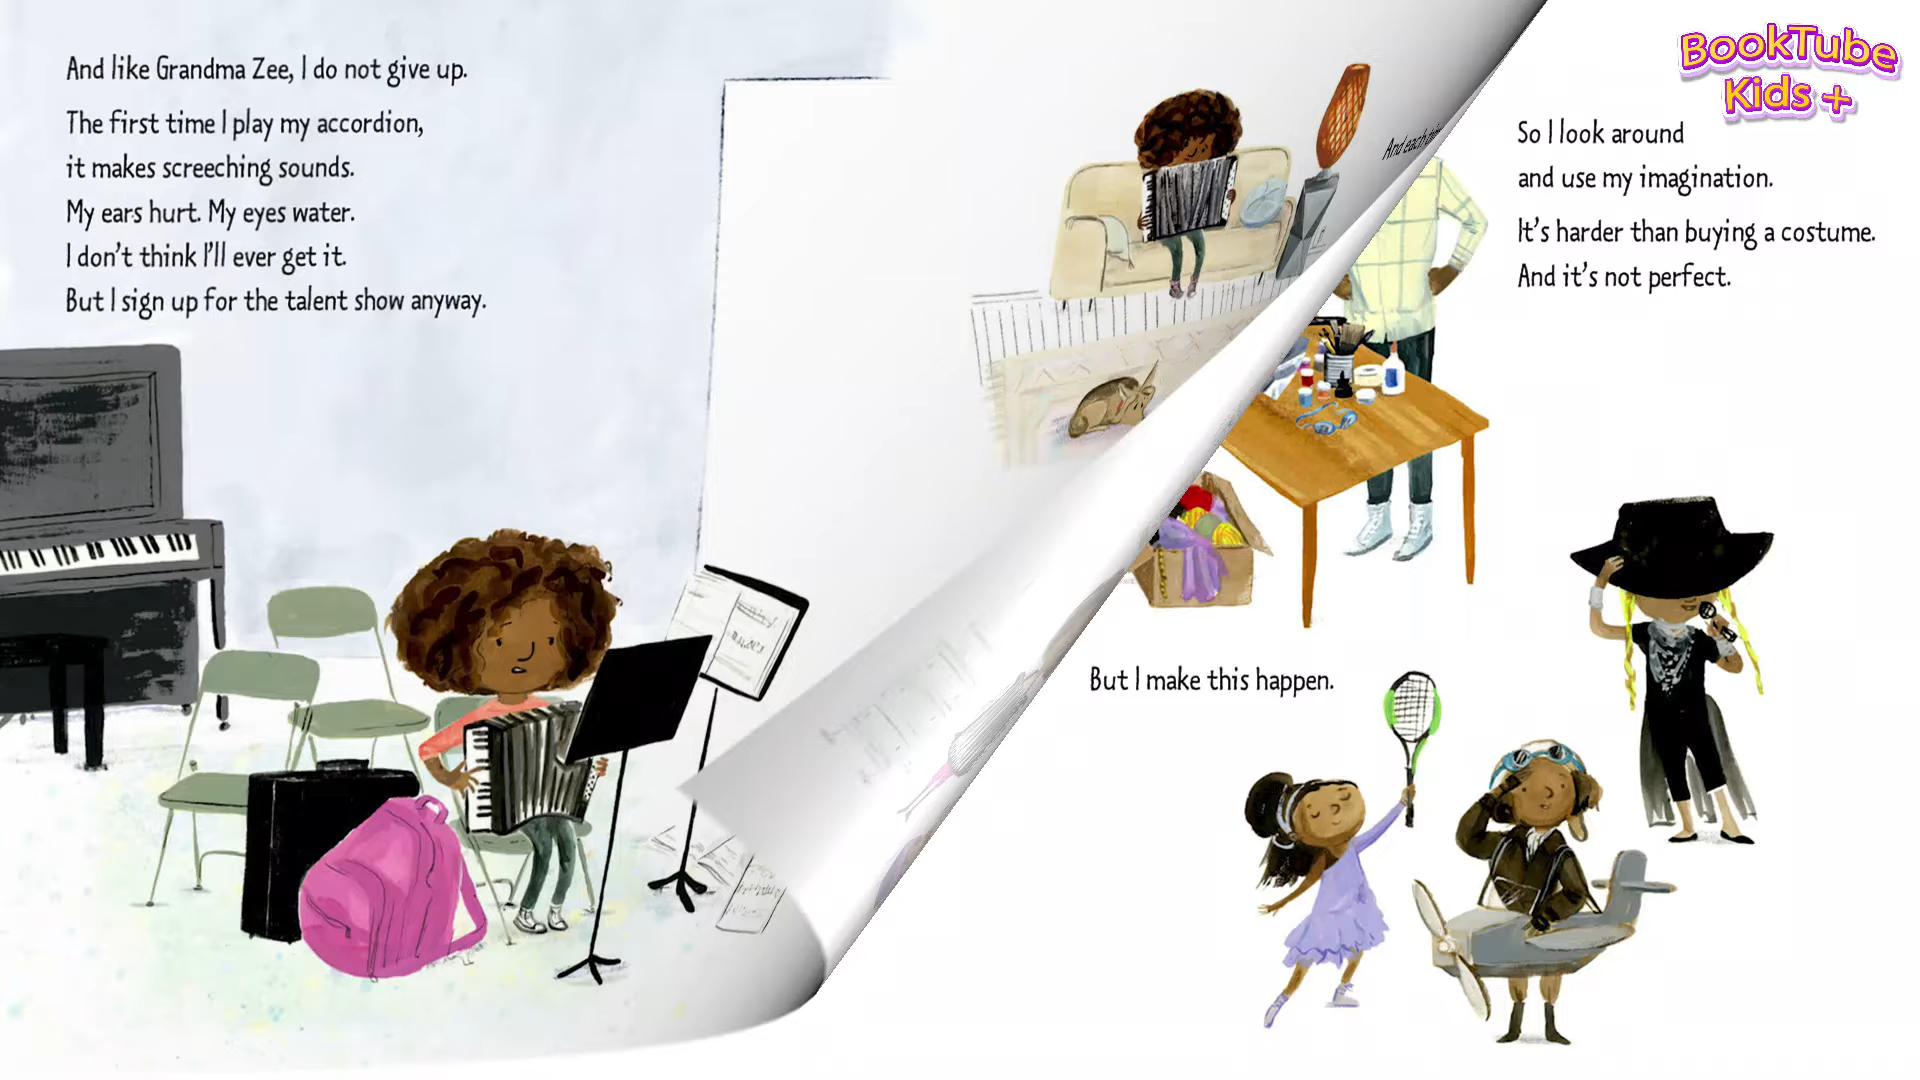 And like Grandma Zee, I do not give up.
The first time I play my accordion,
it makes screeching sounds.
My ears hurt. My eyes water.
I don't think I'll ever get it.
But I sign up for the talent show anyway.
And each
BookTube
Kids +
So I look around
and use my imagination.
It's harder than buying a costume.
And it's not perfect.
But I make this happen.